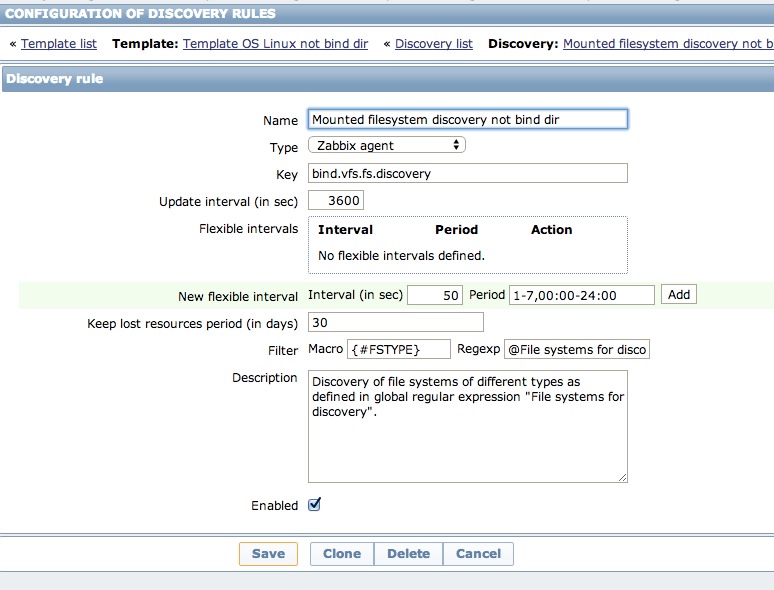 CONFIGURATION OF DISCOVERY RULES
« Template list Template: Template OS Linux not bind dir « Discovery list Discovery: Mounted filesystem discovery not b
Discovery rule
Name Mounted filesystem discovery not bind dir
Type Zabbix agent
Key bind.vfs.fs.discovery
Update interval (in sec) 3600
Flexible intervals Interval Period Action
No flexible intervals defined.
New flexible interval Interval (in sec) 50 Period 1-7,00:00-24:00 Add
Keep lost resources period (in days) 30
Filter Macro {#FSTYPE} Regexp @File systems for disco
Description Discovery of file systems of different types as
defined in global regular expression "File systems for
discovery".
Enabled
Save Clone Delete Cancel